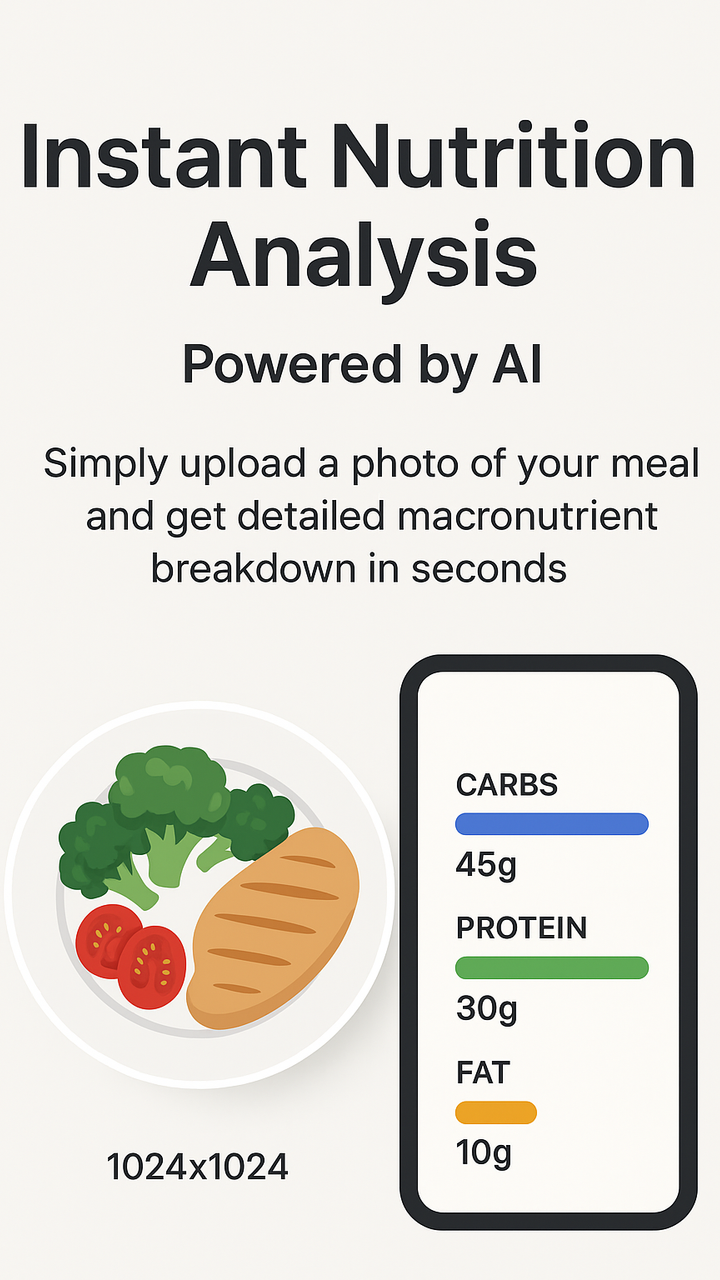 Instant Nutrition
Analysis
Powered by AI
Simply upload a photo of your meal
and get detailed macronutrient
breakdown in seconds
CARBS
45g
PROTEIN
30g
FAT
10g
1024x1024